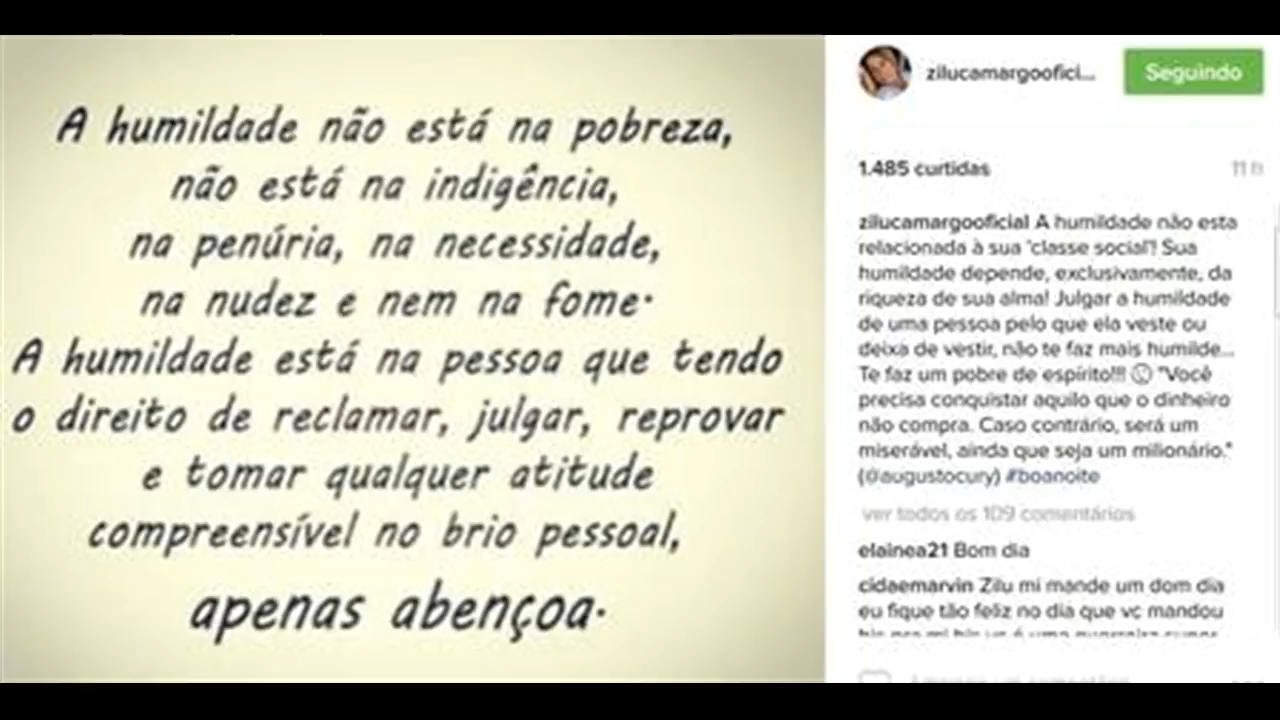 A humildade não está na pobreza,
não está na indigência,
na penúria, na necessidade,
na nudez e nem na fome.
A humildade está na pessoa que tendo
o direito de reclamar, julgar, reprovar
e tomar qualquer atitude
compreensível no brio pessoal,
apenas abençoa.
zilucamargoofici...
Seguindo
1.485 curtidas
11 h
zilucamargooficial A humildade não esta
relacionada à sua 'classe social'! Sua
humildade depende, exclusivamente, da
riqueza de sua alma! Julgar a humildade
de uma pessoa pelo que ela veste ou
deixa de vestir, não te faz mais humilde...
Te faz um pobre de espírito!!! "Você
precisa conquistar aquilo que o dinheiro
não compra. Caso contrário, será um
miserável, ainda que seja um milionário."
(@augustocury) #boanoite
ver todos os 109 comentários
elainea21 Bom dia
cidaemarvin Zilu mi mande um dom dia
eu fique tão feliz no dia que vc mandou